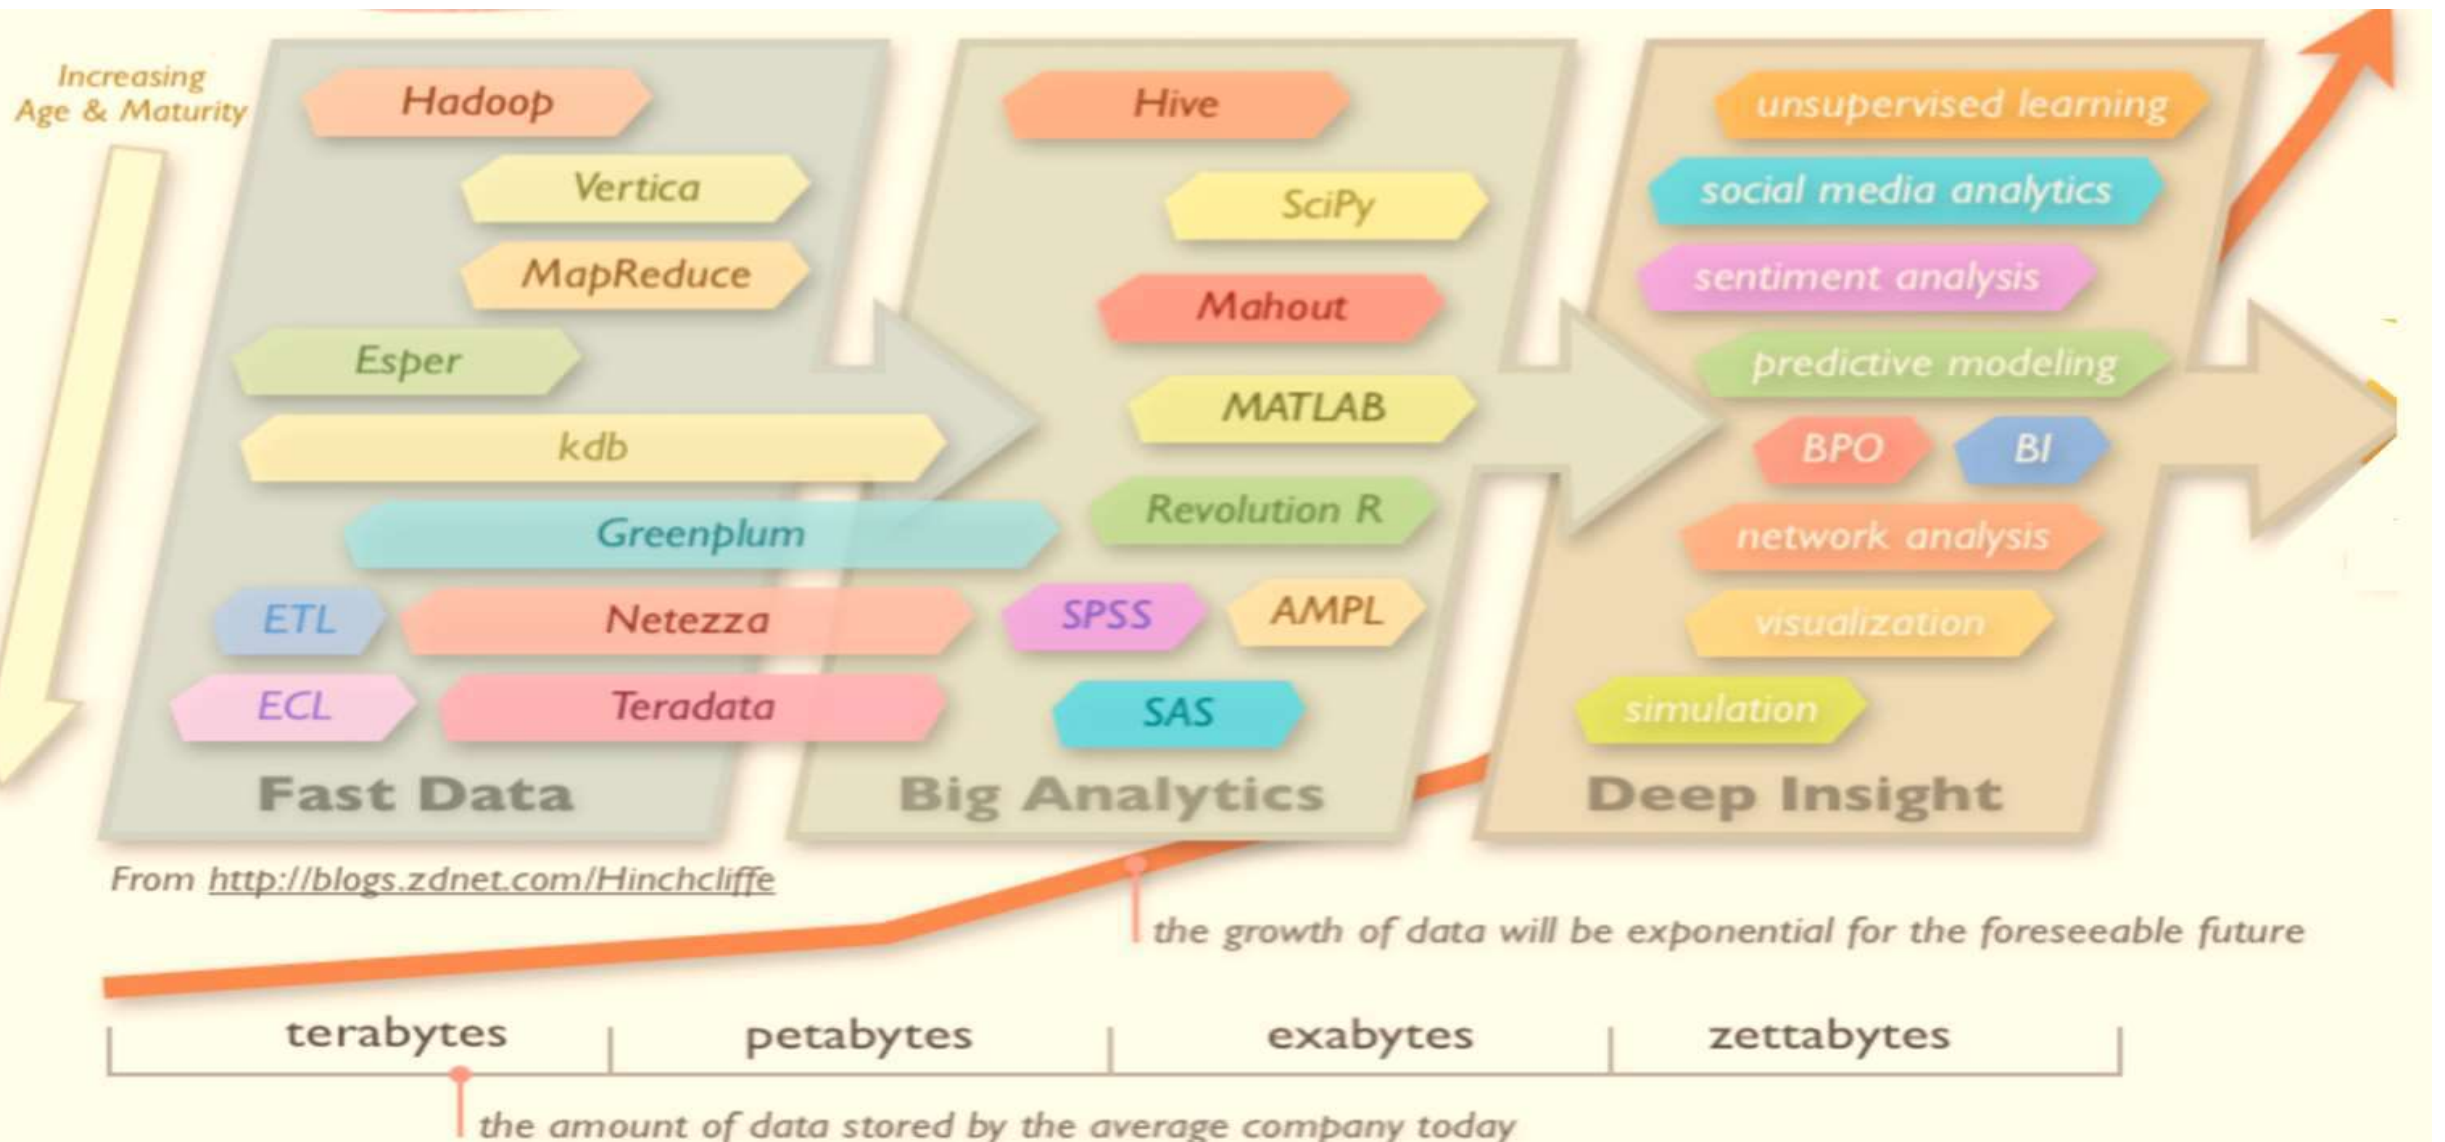 Increasing
Age & Maturity
Hadoop
Vertica
MapReduce
Esper
kdb
Greenplum
ETL
Netezza
ECL
Teradata
Fast Data
Hive
SciPy
Mahout
MATLAB
Revolution R
SPSS
AMPL
SAS
Big Analytics
unsupervised learning
social media analytics
sentiment analysis
predictive modeling
BPO
BI
network analysis
visualization
simulation
Deep Insight
From http://blogs.zdnet.com/Hinchcliffe
the growth of data will be exponential for the foreseeable future
terabytes
petabytes
exabytes
zettabytes
the amount of data stored by the average company today